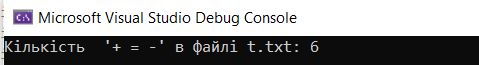 Microsoft Visual Studio Debug Console
Кількість  '+ = -' в файлі t.txt: 6